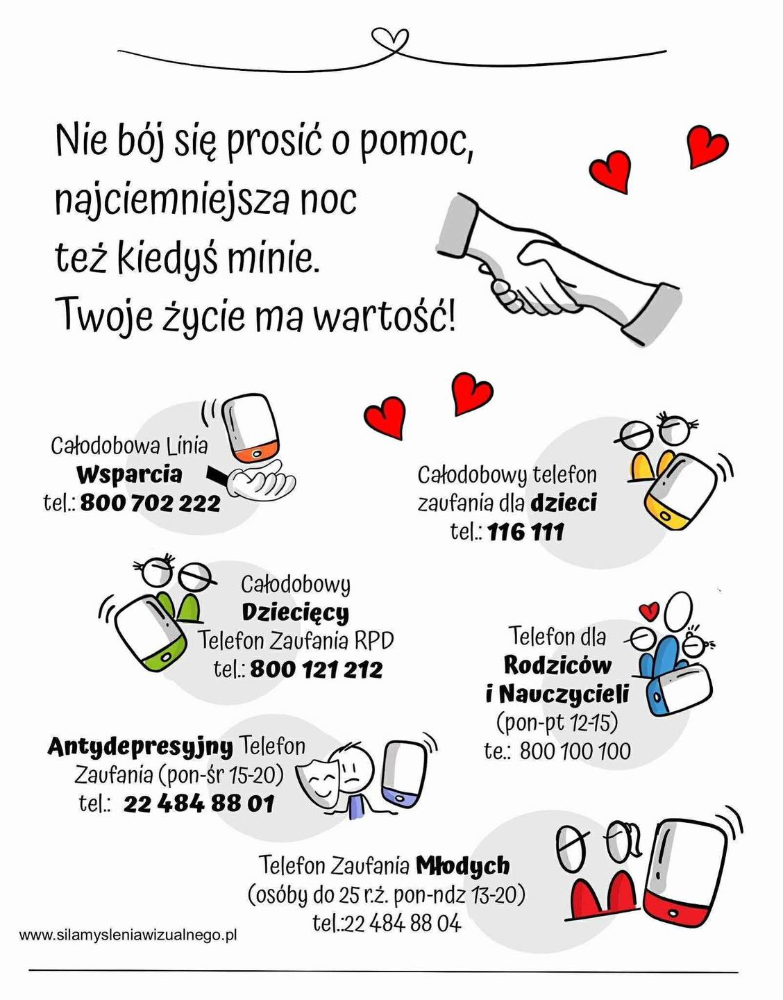 Nie bój się prosić o pomoc,
najciemniejsza noc
też kiedyś minie.
Twoje życie ma wartość!
Całodobowa Linia
Wsparcia
tel.: 800 702 222
Całodobowy telefon
zaufania dla dzieci
tel.: 116 111
Całodobowy
Dziecięcy
Telefon Zaufania RPD
tel.: 800 121 212
Telefon dla
Rodziców
i Nauczycieli
(pon-pt 12-15)
te.: 800 100 100
Antydepresyjny Telefon
Zaufania (pon-śr 15-20)
tel.: 22 484 88 01
Telefon Zaufania Młodych
(osóby do 25 r.ż. pon-ndz 13-20)
tel.:22 484 88 04
www.silamysleniawizualnego.pl